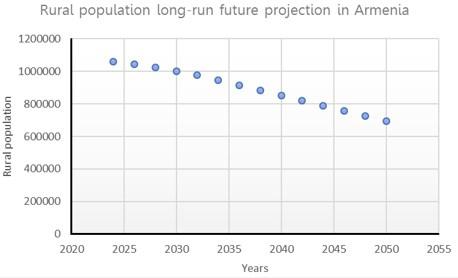 Rural population long-run future projection in Armenia
1200000
1000000
800000
600000
400000
200000
0
Rural population
2020 2025 2030 2035 2040 2045 2050 2055
Years